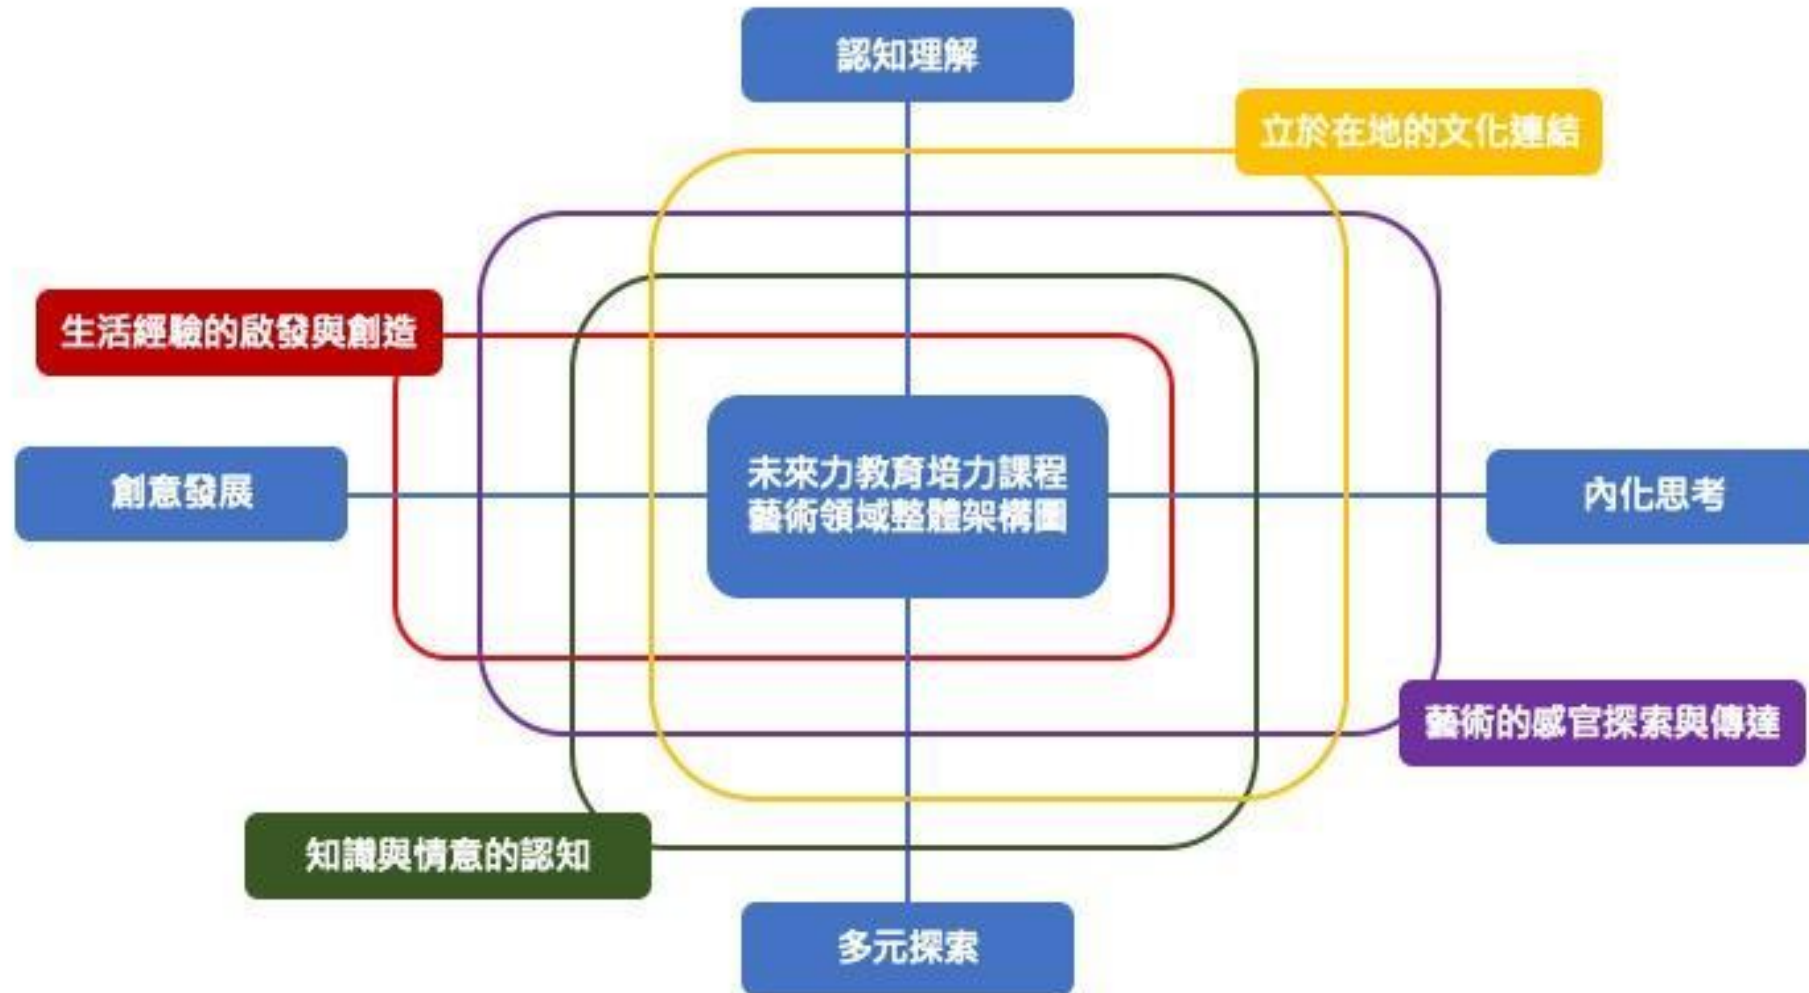 認知理解
立於在地的文化連結
生活經驗的啟發與創造
創意發展
未來力教育培力課程
藝術領域整體架構圖
內化思考
藝術的感官探索與傳達
知識與情意的認知
多元探索